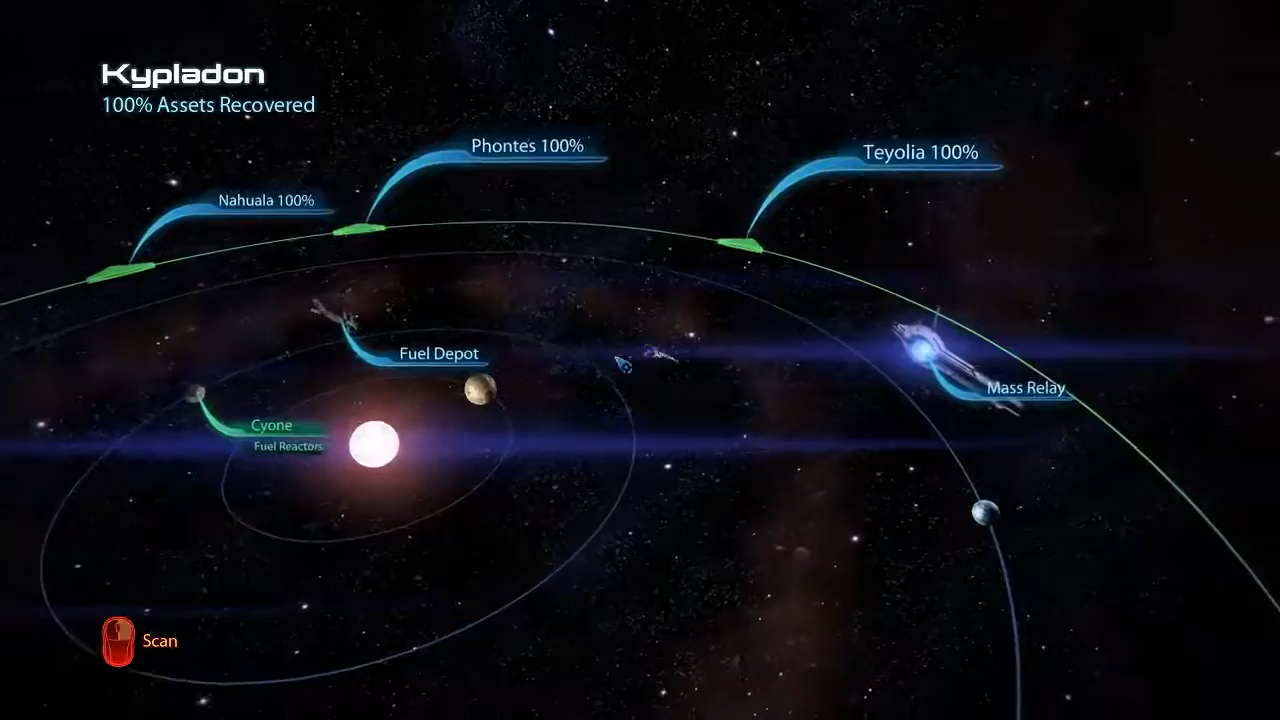 Kypladon
100% Assets Recovered
Phontes 100%
Teyolia 100%
Nahuala 100%
Fuel Depot
Mass Relay
Cyone
Fuel Reactors
Scan